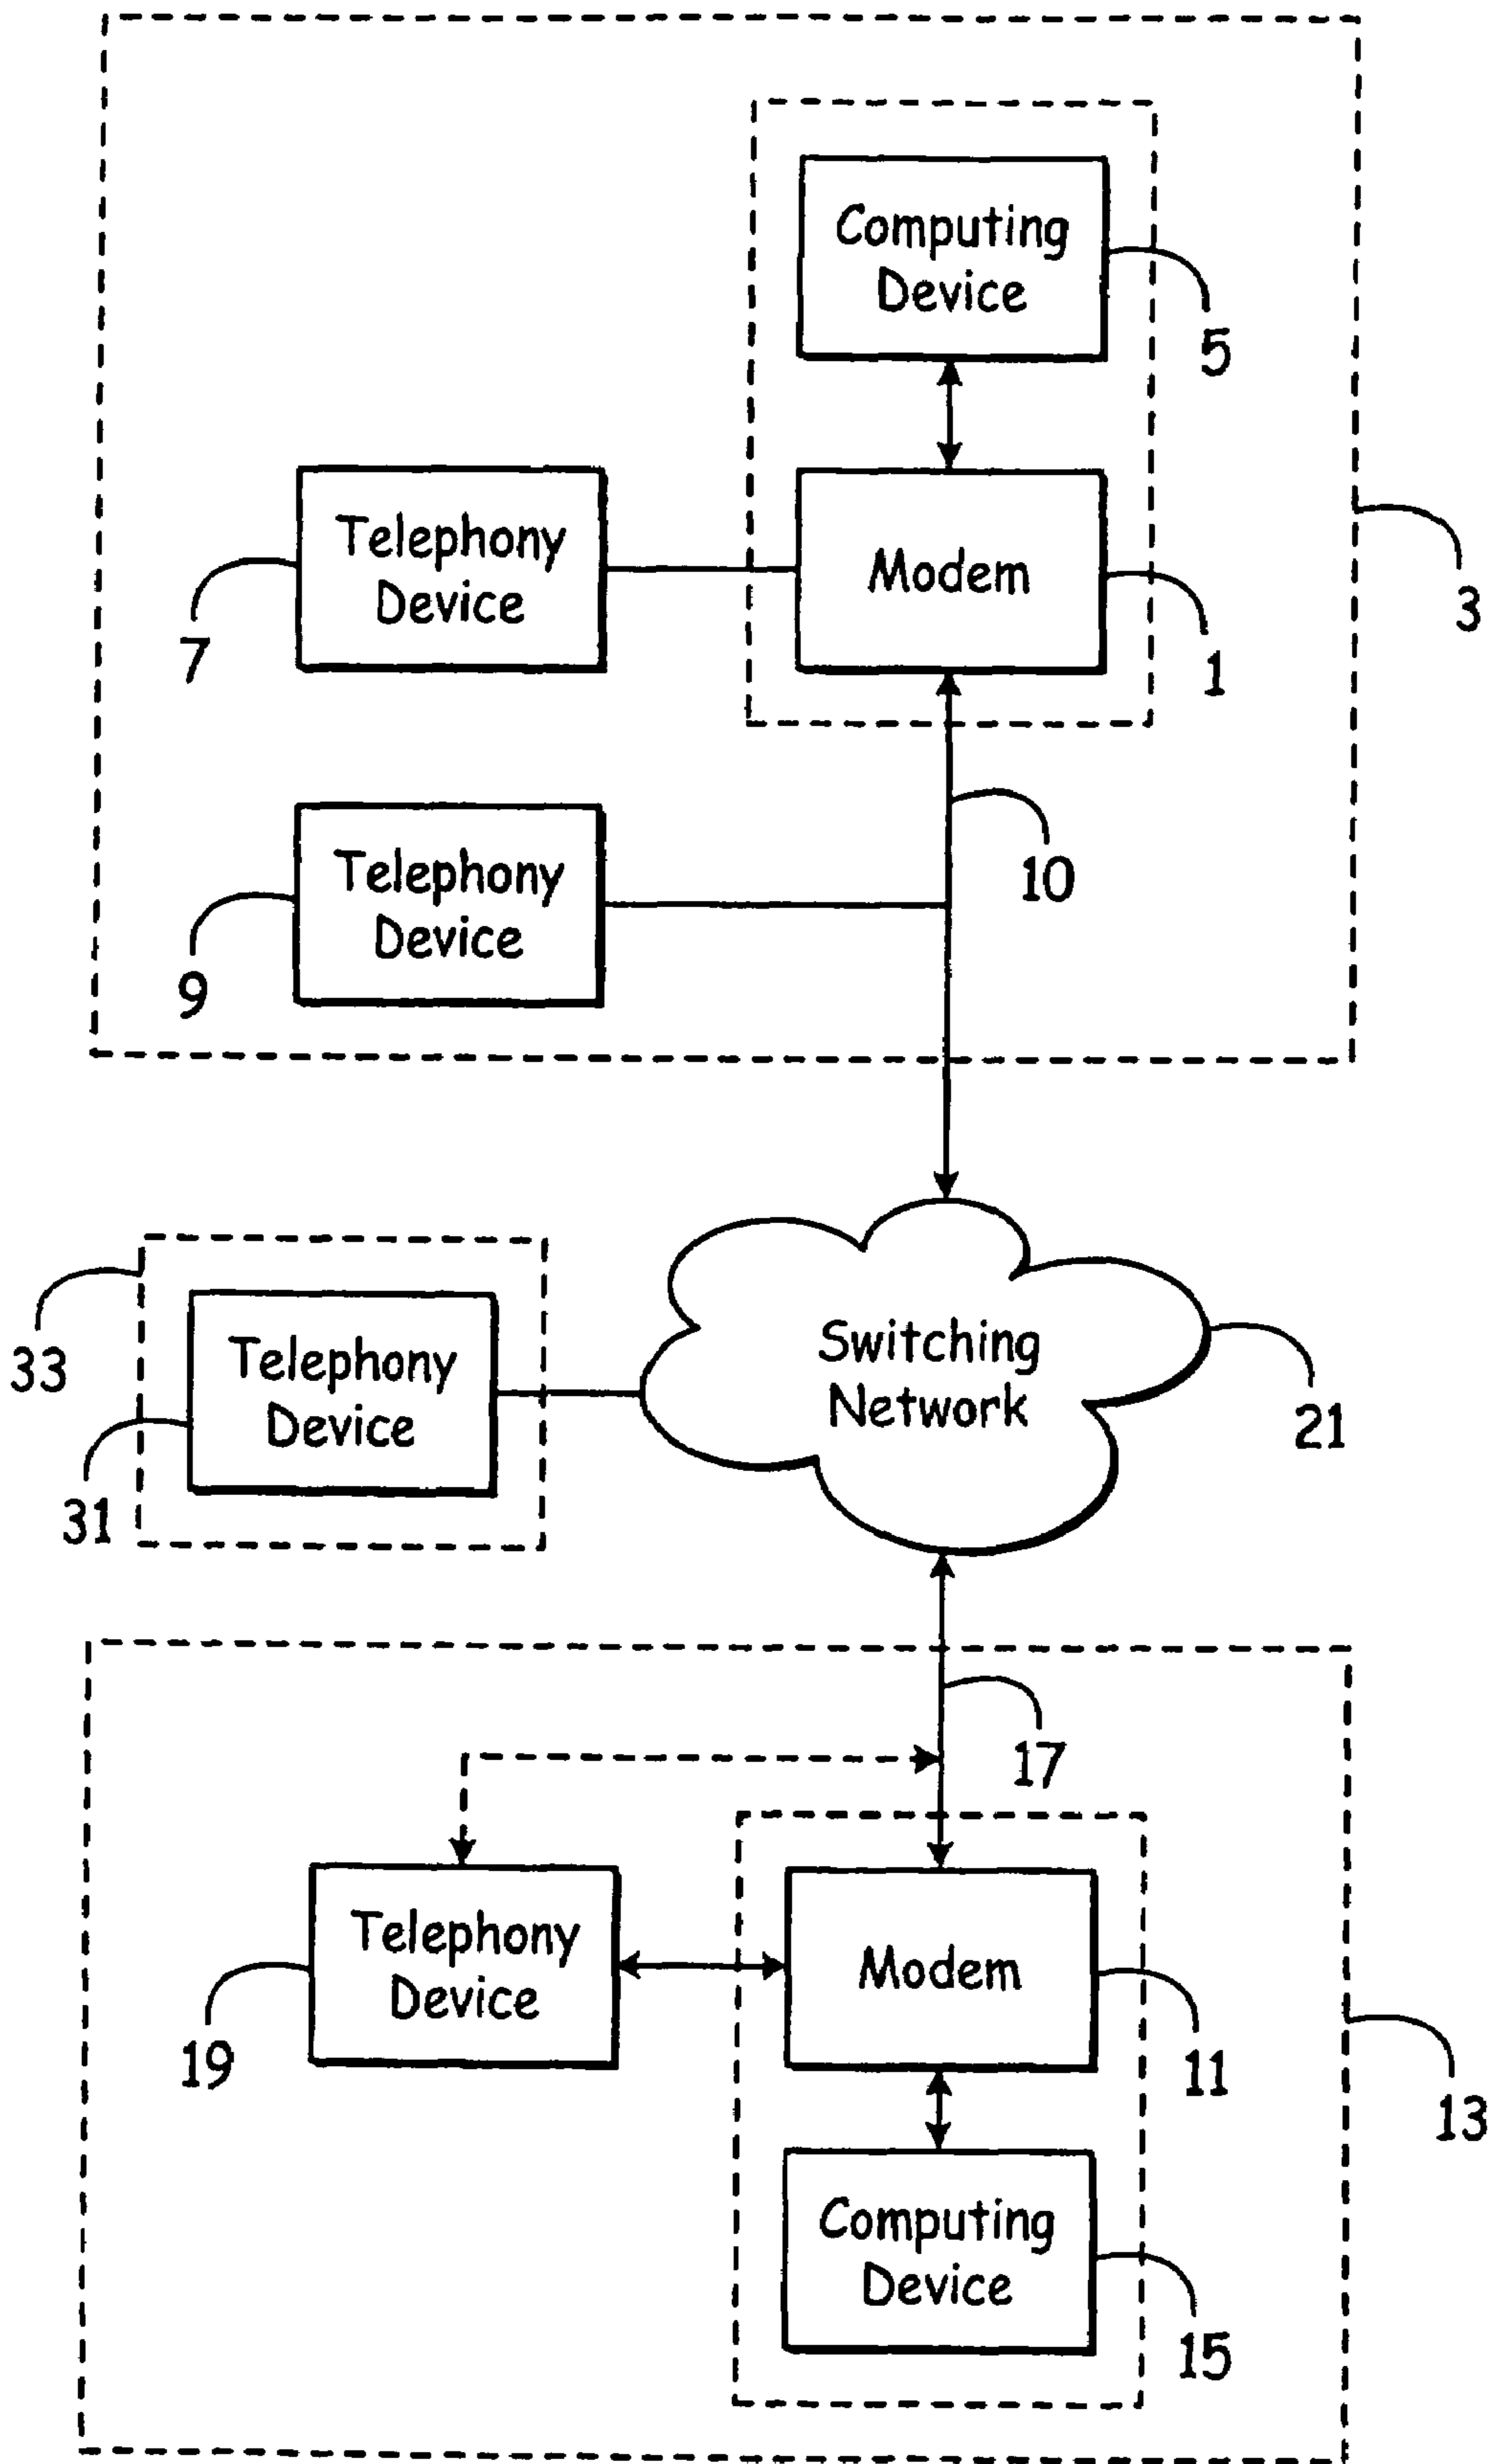 Computing
Device
5
Telephony
Device
7
Modem
1
3
Telephony
Device
9
10
33
Telephony
Device
31
Switching
Network
21
17
Telephony
Device
19
Modem
11
13
Computing
Device
15